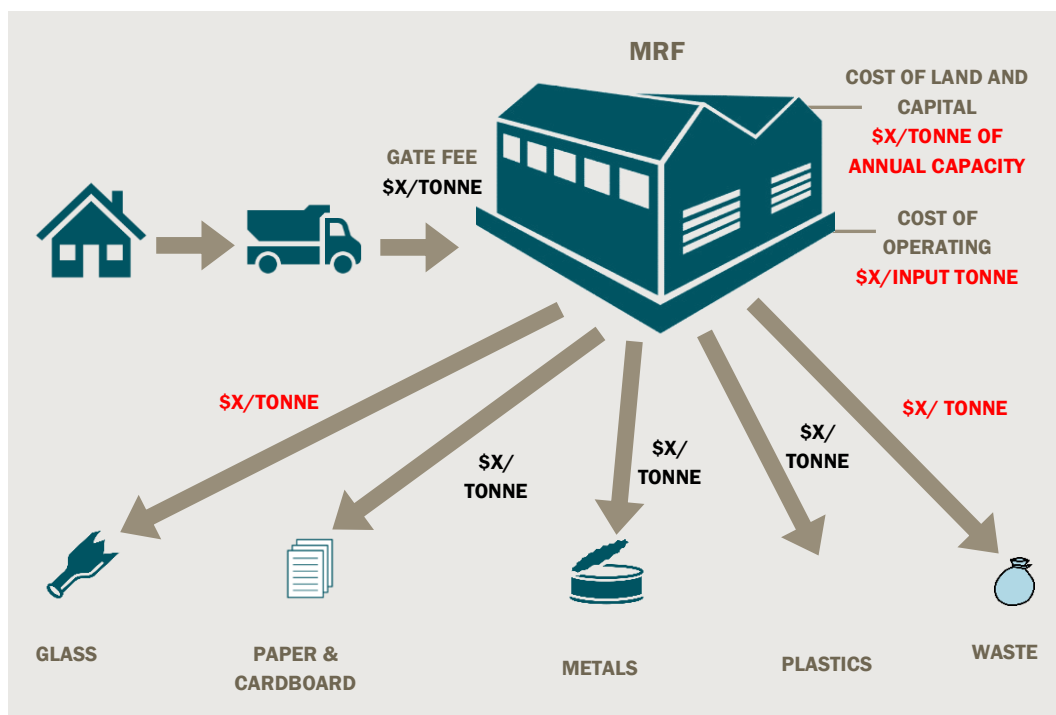 MRF
COST OF LAND AND
CAPITAL
$X/TONNE OF
ANNUAL CAPACITY
GATE FEE
$X/TONNE
COST OF
OPERATING
$X/INPUT TONNE
$X/TONNE
$X/
TONNE
$X/
TONNE
$X/
TONNE
$X/ TONNE
GLASS
PAPER &
CARDBOARD
METALS
PLASTICS
WASTE